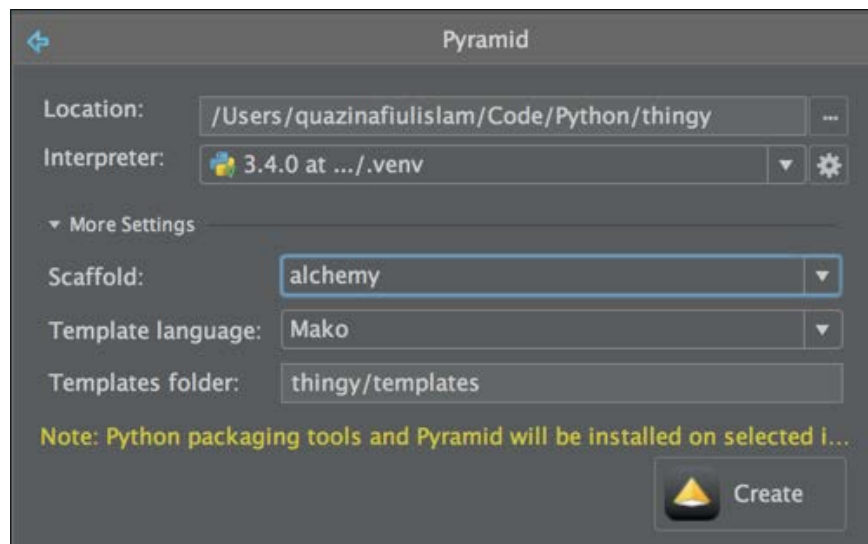 Pyramid
Location: /Users/quazinafiulislam/Code/Python/thingy ...
Interpreter: 3.4.0 at .../.venv
More Settings
Scaffold: alchemy
Template language: Mako
Templates folder: thingy/templates
Note: Python packaging tools and Pyramid will be installed on selected i...
Create